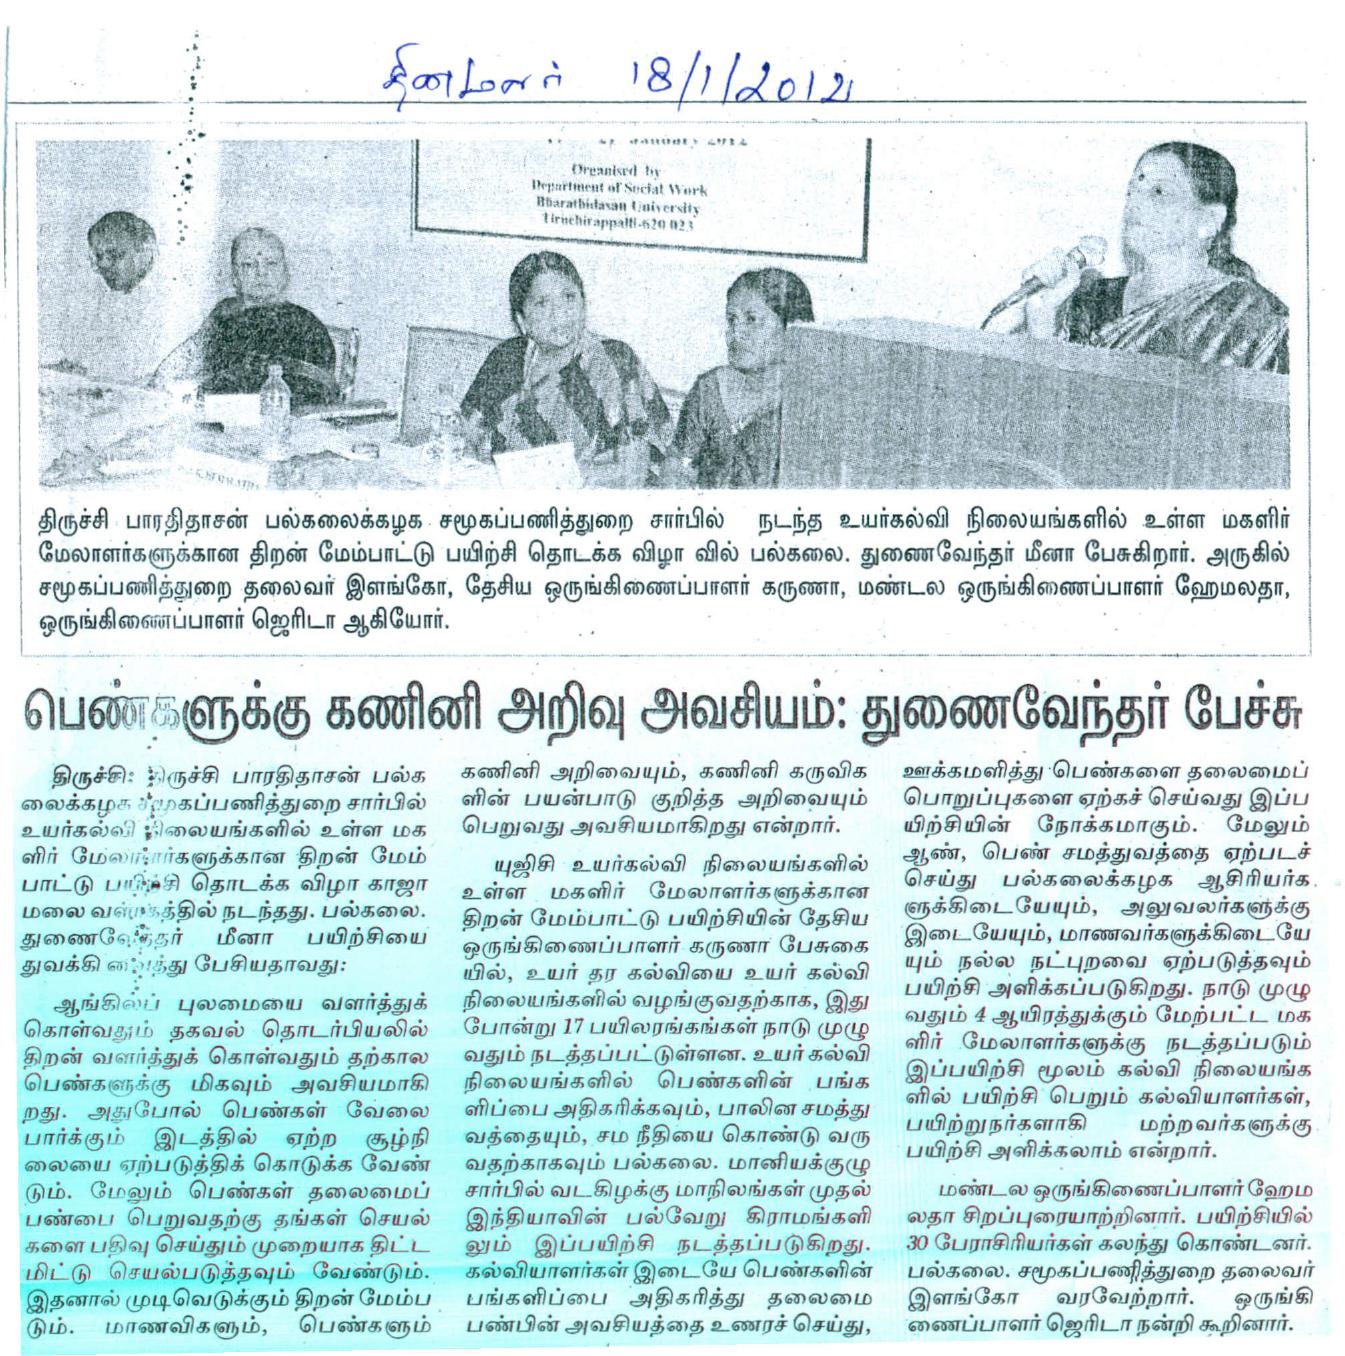 தினமலர் 18/1/2012
January 2012
Organised by
Department of Social Work
Bharathidasan University
Tiruchirappalli-620 023
திருச்சி பாரதிதாசன் பல்கலைக்கழக சமூகப்பணித்துறை சார்பில் நடந்த உயர்கல்வி நிலையங்களில் உள்ள மகளிர்
மேலாளர்களுக்கான திறன் மேம்பாட்டு பயிற்சி தொடக்க விழா வில் பல்கலை. துணைவேந்தர் மீனா பேசுகிறார். அருகில்
சமூகப்பணித்துறை தலைவர் இளங்கோ, தேசிய ஒருங்கிணைப்பாளர் கருணா, மண்டல ஒருங்கிணைப்பாளர் ஹேமலதா,
ஒருங்கிணைப்பாளர் ஜெரிடா ஆகியோர்.
பெண்களுக்கு கணினி அறிவு அவசியம்: துணைவேந்தர் பேச்சு
திருச்சி: திருச்சி பாரதிதாசன் பல்க
லைக்கழக சமூகப்பணித்துறை சார்பில்
உயர்கல்வி நிலையங்களில் உள்ள மக
ளிர் மேலாளர்களுக்கான திறன் மேம்
பாட்டு பயிற்சி தொடக்க விழா காஜா
மலை வளாகத்தில் நடந்தது. பல்கலை.
துணைவேந்தர் மீனா பயிற்சியை
துவக்கி வைத்து பேசியதாவது:
ஆங்கிலப் புலமையை வளர்த்துக்
கொள்வதும் தகவல் தொடர்பியலில்
திறன் வளர்த்துக் கொள்வதும் தற்கால
பெண்களுக்கு மிகவும் அவசியமாகி
றது. அதுபோல் பெண்கள் வேலை
பார்க்கும் இடத்தில் ஏற்ற சூழ்நி
லையை ஏற்படுத்திக் கொடுக்க வேண்
டும். மேலும் பெண்கள் தலைமைப்
பண்பை பெறுவதற்கு தங்கள் செயல்
களை பதிவு செய்தும் முறையாக திட்ட
மிட்டு செயல்படுத்தவும் வேண்டும்.
இதனால் முடிவெடுக்கும் திறன் மேம்ப
டும். மாணவிகளும், பெண்களும்
கணினி அறிவையும், கணினி கருவிக
ளின் பயன்பாடு குறித்த அறிவையும்
பெறுவது அவசியமாகிறது என்றார்.
யுஜிசி உயர்கல்வி நிலையங்களில்
உள்ள மகளிர் மேலாளர்களுக்கான
திறன் மேம்பாட்டு பயிற்சியின் தேசிய
ஒருங்கிணைப்பாளர் கருணா பேசுகை
யில், உயர் தர கல்வியை உயர் கல்வி
நிலையங்களில் வழங்குவதற்காக, இது
போன்று 17 பயிலரங்கங்கள் நாடு முழு
வதும் நடத்தப்பட்டுள்ளன. உயர் கல்வி
நிலையங்களில் பெண்களின் பங்க
ளிப்பை அதிகரிக்கவும், பாலின சமத்து
வத்தையும், சம நீதியை கொண்டு வரு
வதற்காகவும் பல்கலை. மானியக்குழு
சார்பில் வடகிழக்கு மாநிலங்கள் முதல்
இந்தியாவின் பல்வேறு கிராமங்களி
லும் இப்பயிற்சி நடத்தப்படுகிறது.
கல்வியாளர்கள் இடையே பெண்களின்
பங்களிப்பை அதிகரித்து தலைமை
பண்பின் அவசியத்தை உணரச் செய்து,
ஊக்கமளித்து பெண்களை தலைமைப்
பொறுப்புகளை ஏற்கச் செய்வது இப்ப
யிற்சியின் நோக்கமாகும். மேலும்
ஆண், பெண் சமத்துவத்தை ஏற்படச்
செய்து பல்கலைக்கழக ஆசிரியர்க
ளுக்கிடையேயும், அலுவலர்களுக்கு
இடையேயும், மாணவர்களுக்கிடையே
யும் நல்ல நட்புறவை ஏற்படுத்தவும்
பயிற்சி அளிக்கப்படுகிறது. நாடு முழு
வதும் 4 ஆயிரத்துக்கும் மேற்பட்ட மக
ளிர் மேலாளர்களுக்கு நடத்தப்படும்
இப்பயிற்சி மூலம் கல்வி நிலையங்க
ளில் பயிற்சி பெறும் கல்வியாளர்கள்,
பயிற்றுநர்களாகி மற்றவர்களுக்கு
பயிற்சி அளிக்கலாம் என்றார்.
மண்டல ஒருங்கிணைப்பாளர் ஹேம
லதா சிறப்புரையாற்றினார். பயிற்சியில்
30 பேராசிரியர்கள் கலந்து கொண்டனர்.
பல்கலை. சமூகப்பணித்துறை தலைவர்
இளங்கோ வரவேற்றார். ஒருங்கி
ணைப்பாளர் ஜெரிடா நன்றி கூறினார்.